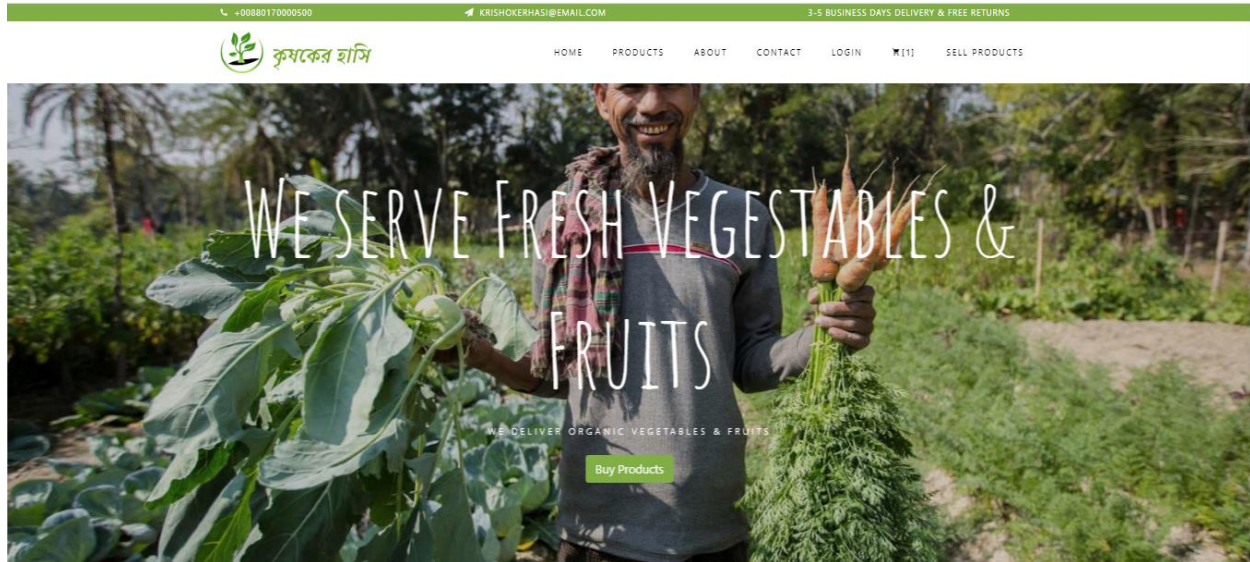 +00880170000500
KRISHOKERHASI@EMAIL.COM
3-5 BUSINESS DAYS DELIVERY & FREE RETURNS
কৃষকের হাসি
HOME PRODUCTS ABOUT CONTACT LOGIN [1] SELL PRODUCTS
WE SERVE FRESH VEGESTABLES &
FRUITS
WE DELIVER ORGANIC VEGETABLES & FRUITS
Buy Products